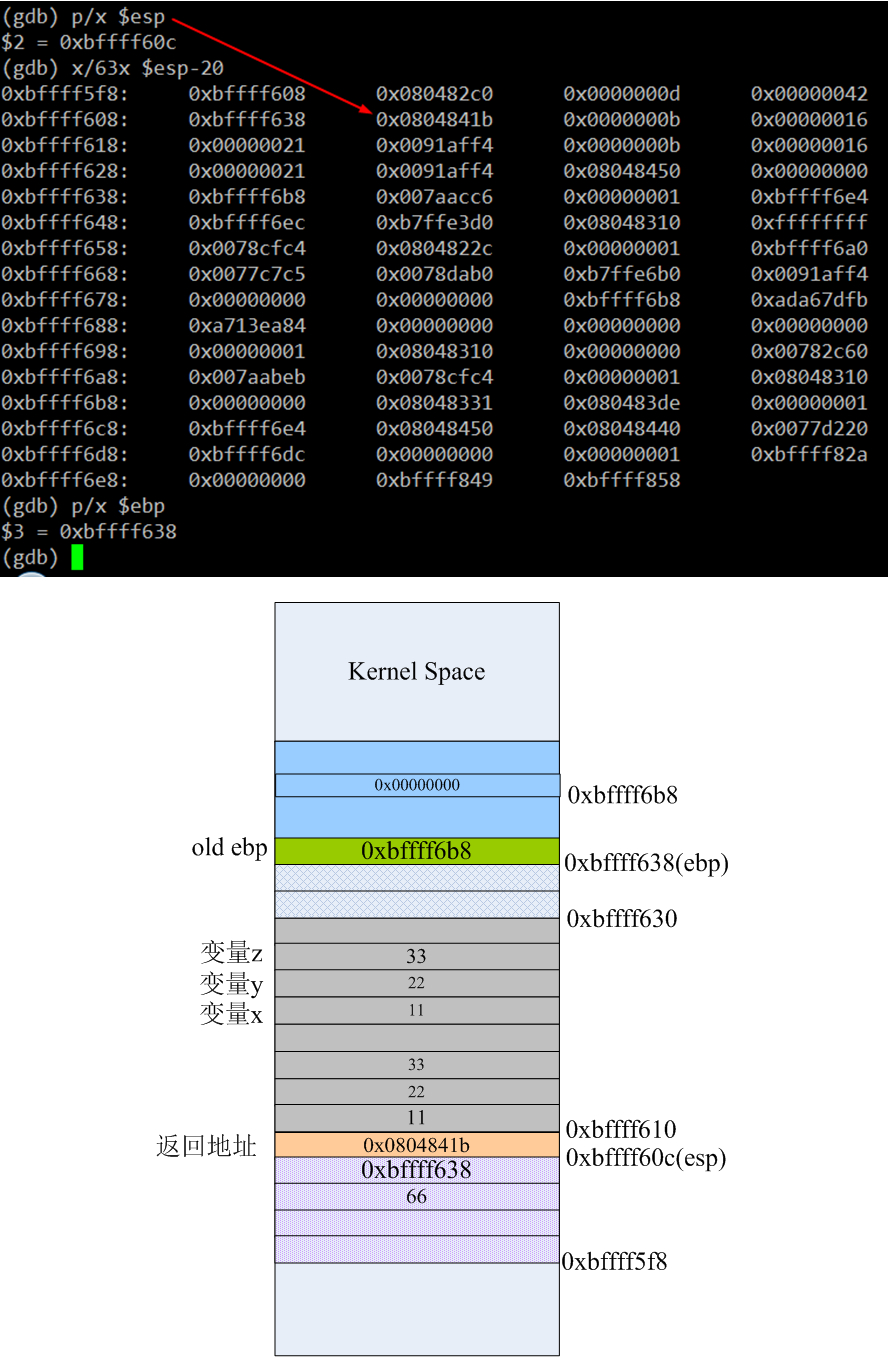 (gdb) p/x $esp
$2 = 0xbffff60c
(gdb) x/63x $esp-20
0xbffff5f8: 0xbffff608 0x080482c0 0x0000000d 0x00000042
0xbffff608: 0xbffff638 0x0804841b 0x0000000b 0x00000016
0xbffff618: 0x00000021 0x0091aff4 0x0000000b 0x00000016
0xbffff628: 0x00000021 0x0091aff4 0x08048450 0x00000000
0xbffff638: 0xbffff6b8 0x007aacc6 0x00000001 0xbffff6e4
0xbffff648: 0xbffff6ec 0xb7ffe3d0 0x08048310 0xffffffff
0xbffff658: 0x0078cfc4 0x0804822c 0x00000001 0xbffff6a0
0xbffff668: 0x0077c7c5 0x0078dab0 0xb7ffe6b0 0x0091aff4
0xbffff678: 0x00000000 0x00000000 0xbffff6b8 0xada67dfb
0xbffff688: 0xa713ea84 0x00000000 0x00000000 0x00000000
0xbffff698: 0x00000001 0x08048310 0x00000000 0x00782c60
0xbffff6a8: 0x007aabeb 0x0078cfc4 0x00000001 0x08048310
0xbffff6b8: 0x00000000 0x08048331 0x080483de 0x00000001
0xbffff6c8: 0xbffff6e4 0x08048450 0x08048440 0x0077d220
0xbffff6d8: 0xbffff6dc 0x00000000 0x00000001 0xbffff82a
0xbffff6e8: 0x00000000 0xbffff849 0xbffff858
(gdb) p/x $ebp
$3 = 0xbffff638
(gdb)
Kernel Space
0x00000000
0xbffff6b8
old ebp 0xbffff6b8
0xbffff638(ebp)
0xbffff630
变量z 33
变量y 22
变量x 11
33
22
11
0xbffff610
返回地址 0x0804841b
0xbffff60c(esp)
0xbffff638
66
0xbffff5f8